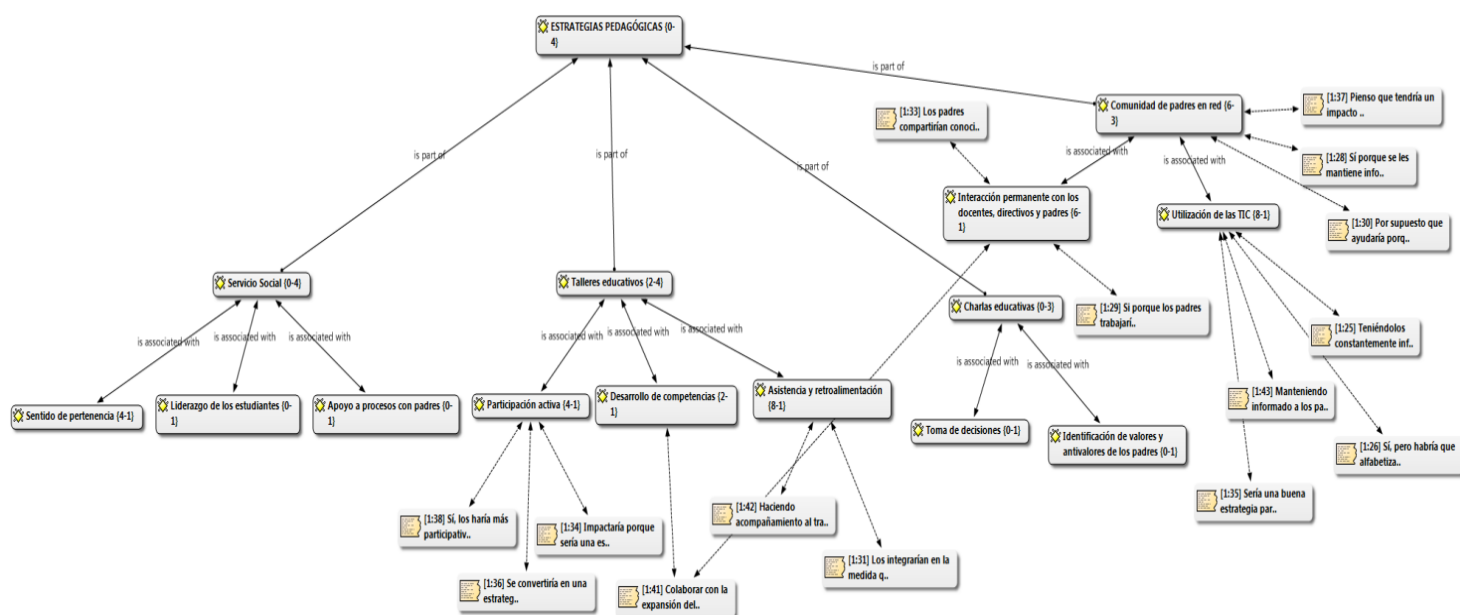 ESTRATEGIAS PEDAGÓGICAS {0-
4}
is part of
Comunidad de padres en red {6-
3}
[1:37] Pienso que tendría un
impacto ..
[1:33] Los padres
compartirían conoci..
is associated with
is part of
is part of
is part of
is associated with
[1:28] Sí porque se les
mantiene info..
Interacción permanente con los
docentes, directivos y padres {6-
1}
Utilización de las TIC {8-1}
[1:30] Por supuesto que
ayudaría porq..
Servicio Social {0-4}
Talleres educativos {2-4}
Charlas educativas {0-3}
[1:29] Si porque los padres
trabajarí..
is associated with
is associated with
is associated with
is associated with
is associated with
is associated with
[1:25] Teniéndolos
constantemente inf..
is associated with
is associated with
Sentido de pertenencia {4-1}
Liderazgo de los estudiantes {0-
1}
Apoyo a procesos con padres {0-
1}
Participación activa {4-1}
Desarrollo de competencias {2-
1}
Asistencia y retroalimentación
{8-1}
[1:43] Manteniendo
informado a los pa..
Toma de decisiones {0-1}
Identificación de valores y
antivalores de los padres {0-1}
[1:26] Sí, pero habría que
alfabetiza..
[1:35] Sería una buena
estrategia par..
[1:38] Sí, los haría más
participativ..
[1:34] Impactaría porque
sería una es..
[1:42] Haciendo
acompañamiento al tra..
[1:31] Los integrarían en la
medida q..
[1:36] Se convertiría en una
estrateg..
[1:41] Colaborar con la
expansión del..